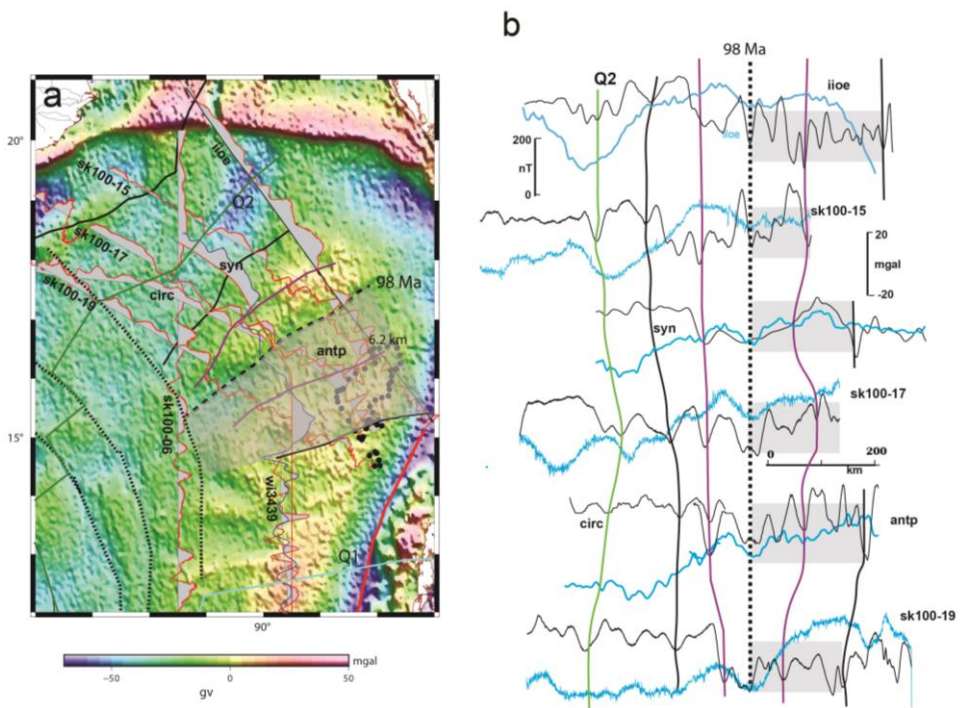 b
98 Ma
a
Q2
iioe
20°
iioe
iioe
200
nT
0
sk100-15
Q2
sk100-15
sk100-17
syn
20
mgal
-20
98 Ma
sk100-19
circ
syn
antp
6.2 km
sk100-17
15°
sk100-06
0
200
km
wi3439
circ
antp
Q1
sk100-19
90°
mgal
−50
0
50
gv